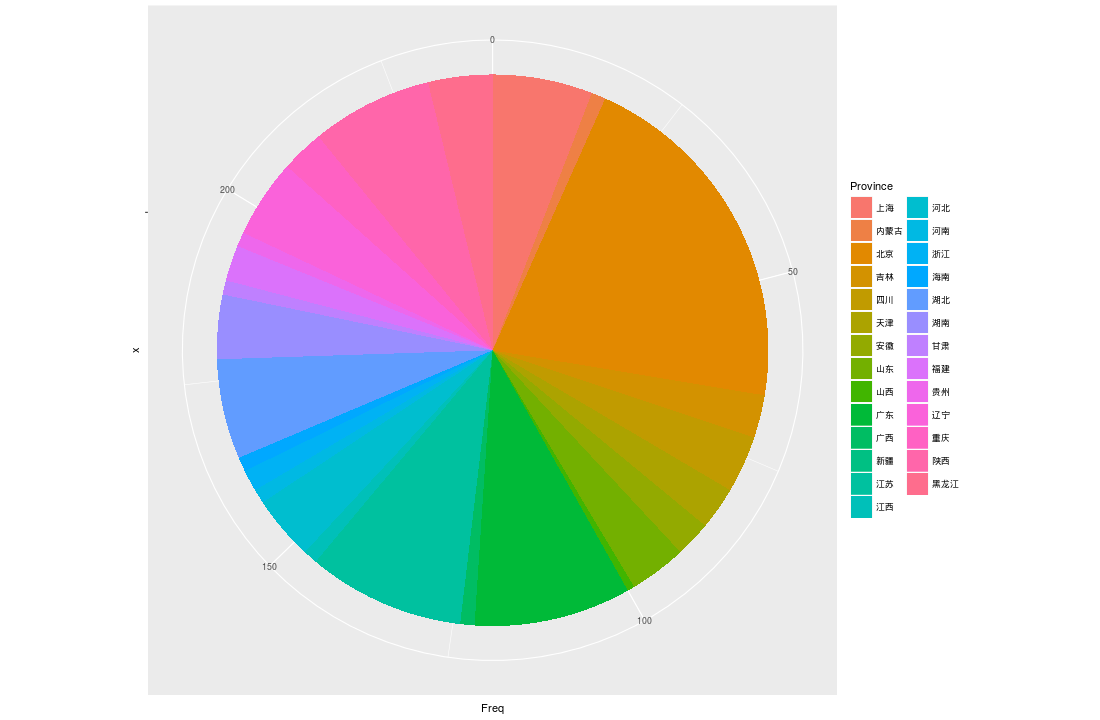 0
50
100
150
200
x
Freq
Province
上海
内蒙古
北京
吉林
四川
天津
安徽
山东
山西
广东
广西
新疆
江苏
江西
河北
河南
浙江
海南
湖北
湖南
甘肃
福建
贵州
辽宁
重庆
陕西
黑龙江